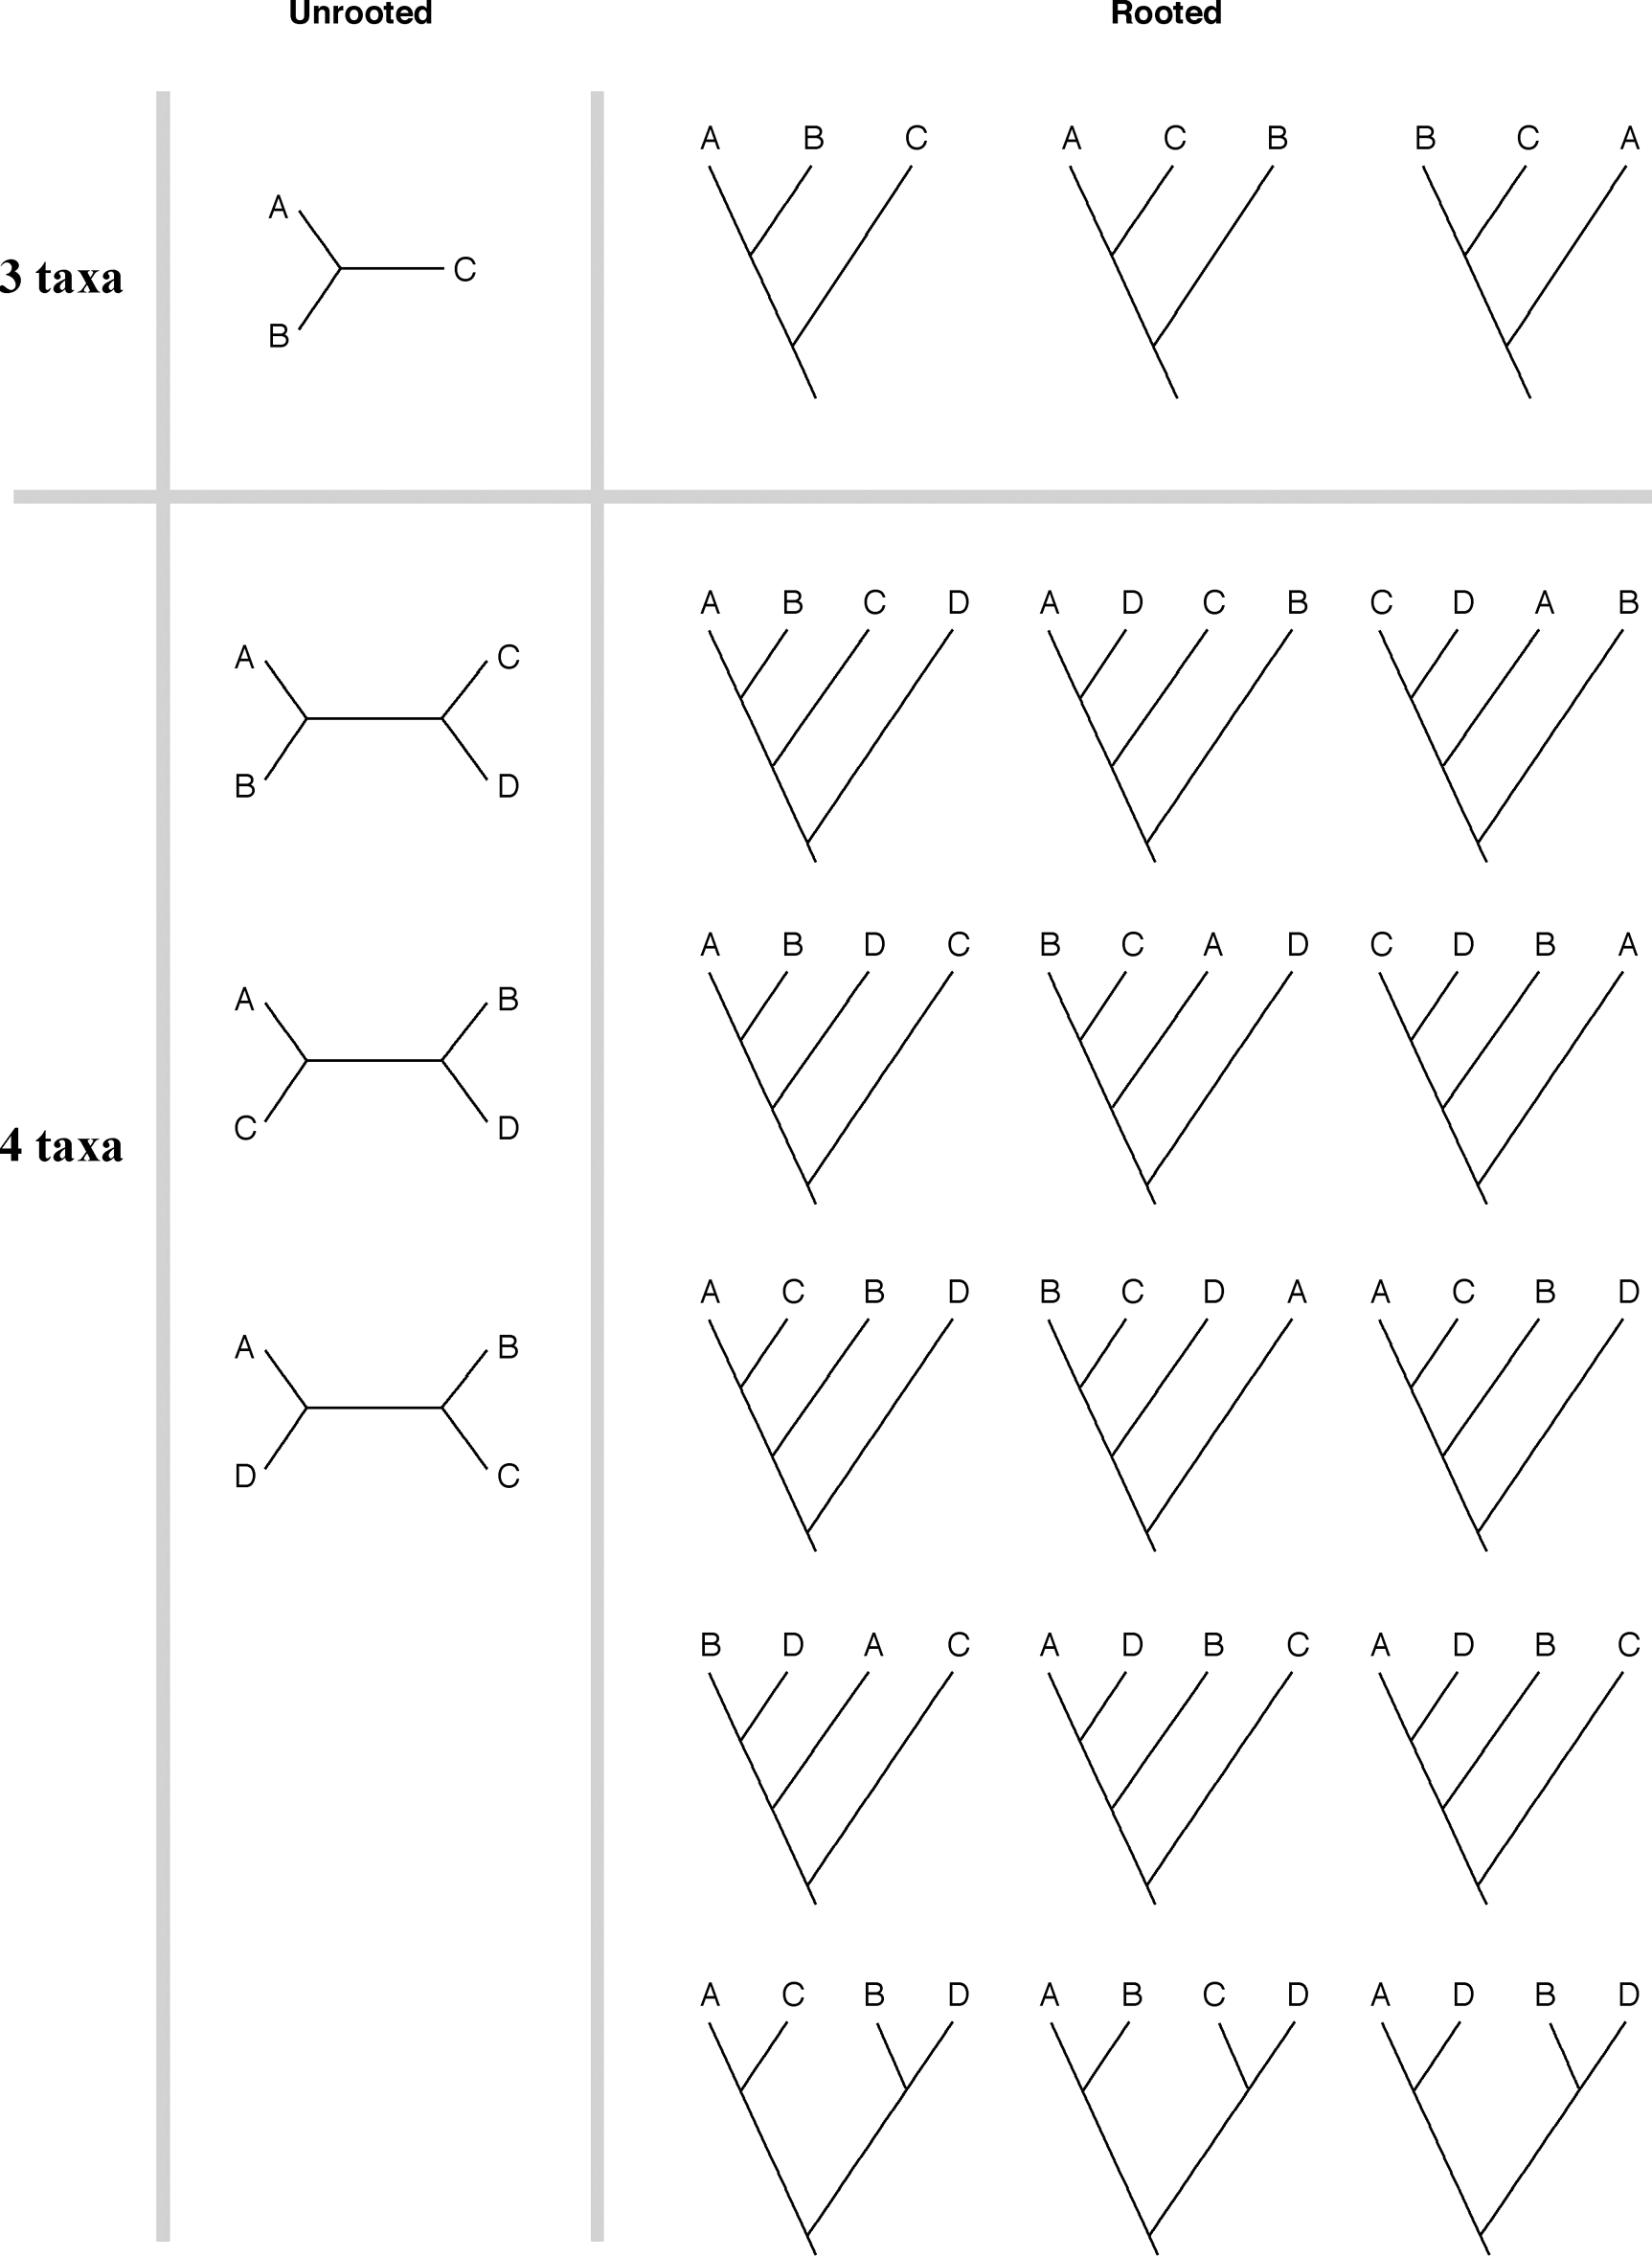 Unrooted Rooted
A B C A C B B C A
A
3 taxa
C
B
A B C D A D C B C D A B
A C
B D
A B D C B C A D C D B A
A B
C D
4 taxa
A C B D B C D A A C B D
A B
D C
B D A C A D B C A D B C
A C B D A B C D A D B D